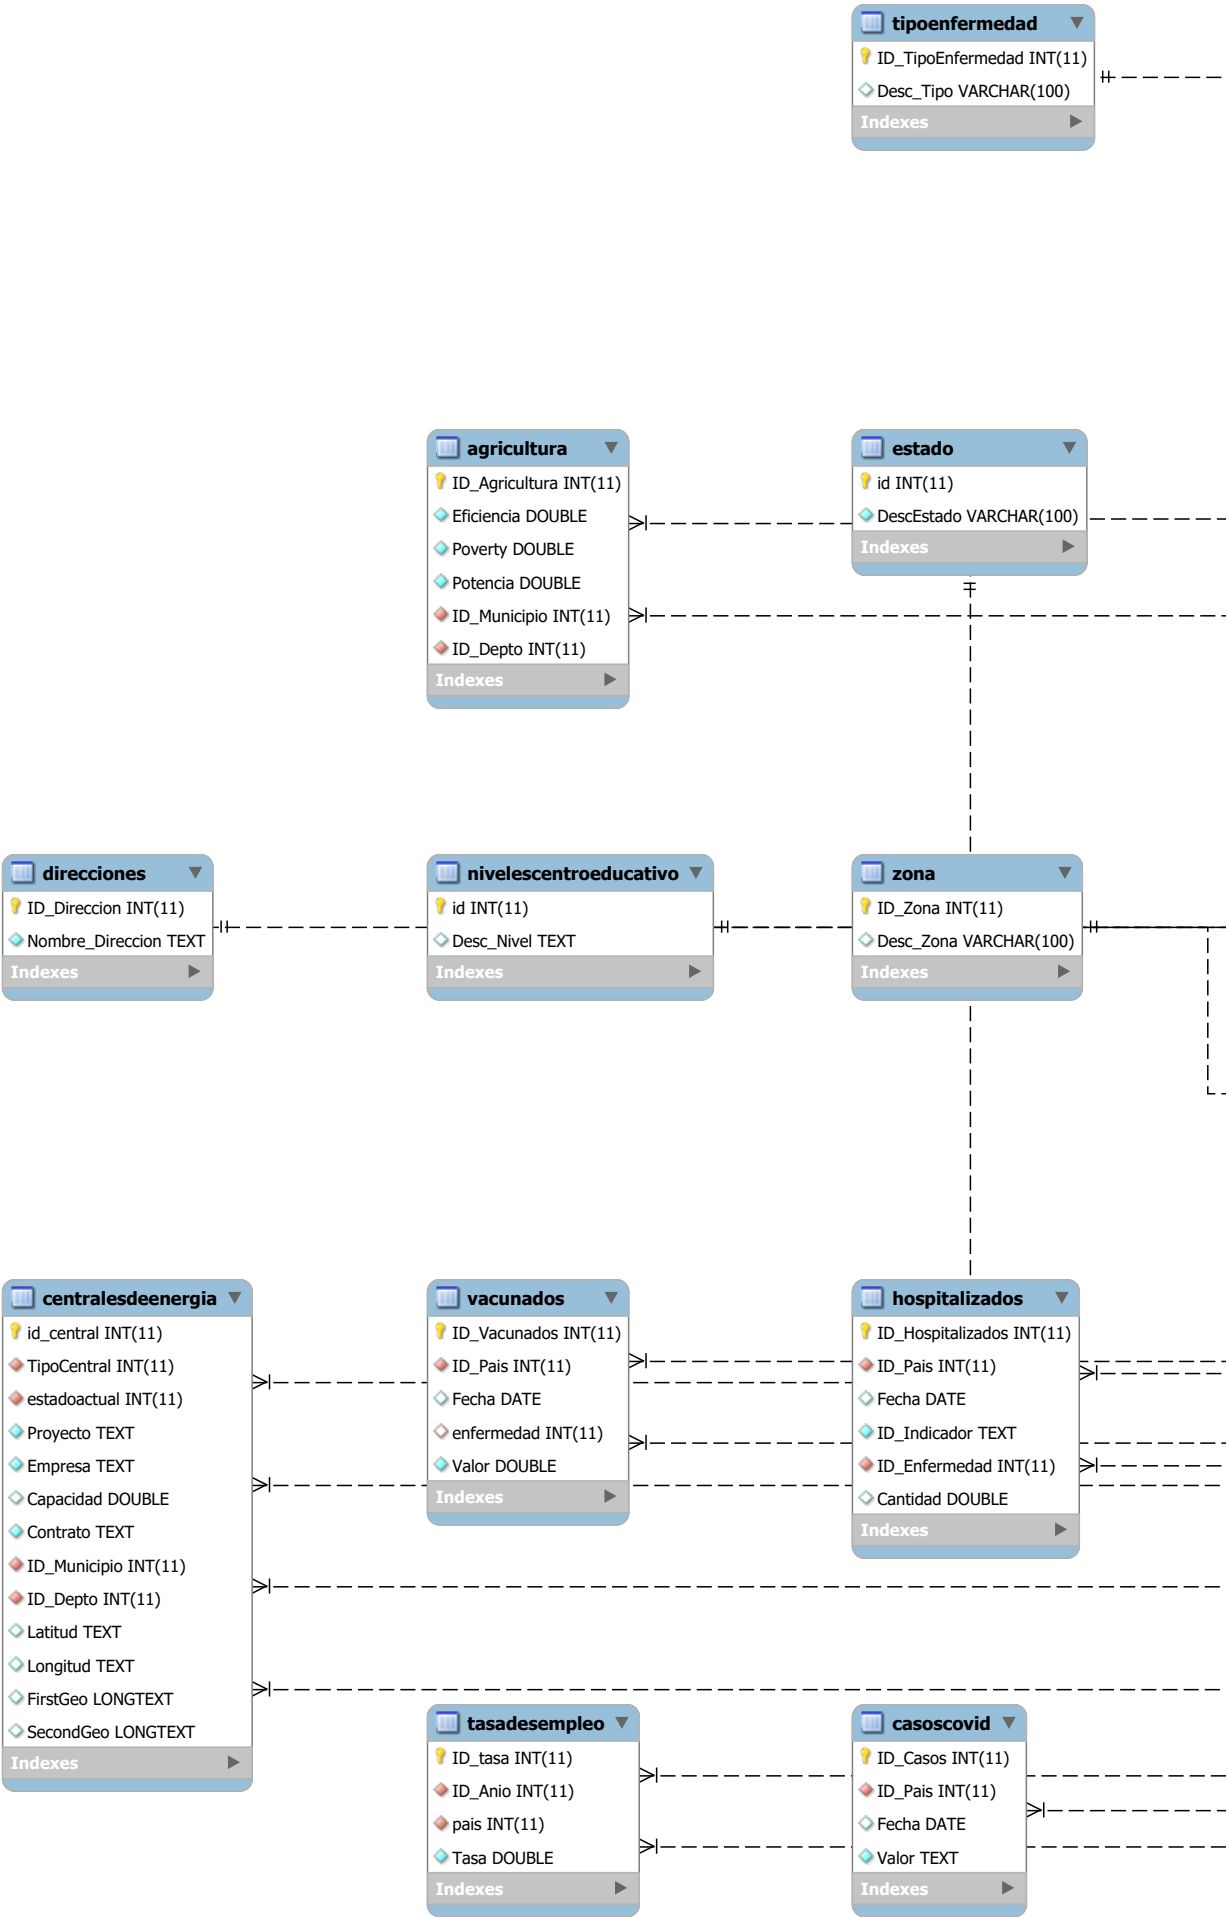 tipoenfermedad
ID_TipoEnfermedad INT(11)
Desc_Tipo VARCHAR(100)
Indexes
agricultura
ID_Agricultura INT(11)
Eficiencia DOUBLE
Poverty DOUBLE
Potencia DOUBLE
ID_Municipio INT(11)
ID_Depto INT(11)
Indexes
estado
id INT(11)
DescEstado VARCHAR(100)
Indexes
direcciones
ID_Direccion INT(11)
Nombre_Direccion TEXT
Indexes
nivelescentroeducativo
id INT(11)
Desc_Nivel TEXT
Indexes
zona
ID_Zona INT(11)
Desc_Zona VARCHAR(100)
Indexes
centralesdeenergia
id_central INT(11)
TipoCentral INT(11)
estadoactual INT(11)
Proyecto TEXT
Empresa TEXT
Capacidad DOUBLE
Contrato TEXT
ID_Municipio INT(11)
ID_Depto INT(11)
Latitud TEXT
Longitud TEXT
FirstGeo LONGTEXT
SecondGeo LONGTEXT
Indexes
vacunados
ID_Vacunados INT(11)
ID_Pais INT(11)
Fecha DATE
enfermedad INT(11)
Valor DOUBLE
Indexes
hospitalizados
ID_Hospitalizados INT(11)
ID_Pais INT(11)
Fecha DATE
ID_Indicador TEXT
ID_Enfermedad INT(11)
Cantidad DOUBLE
Indexes
tasadesempleo
ID_tasa INT(11)
ID_Anio INT(11)
pais INT(11)
Tasa DOUBLE
Indexes
casoscovid
ID_Casos INT(11)
ID_Pais INT(11)
Fecha DATE
Valor TEXT
Indexes